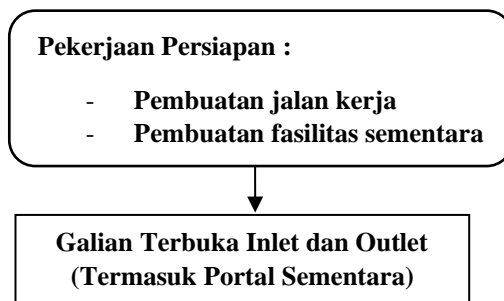 Pekerjaan Persiapan :
- Pembuatan jalan kerja
- Pembuatan fasilitas sementara
Galian Terbuka Inlet dan Outlet
(Termasuk Portal Sementara)